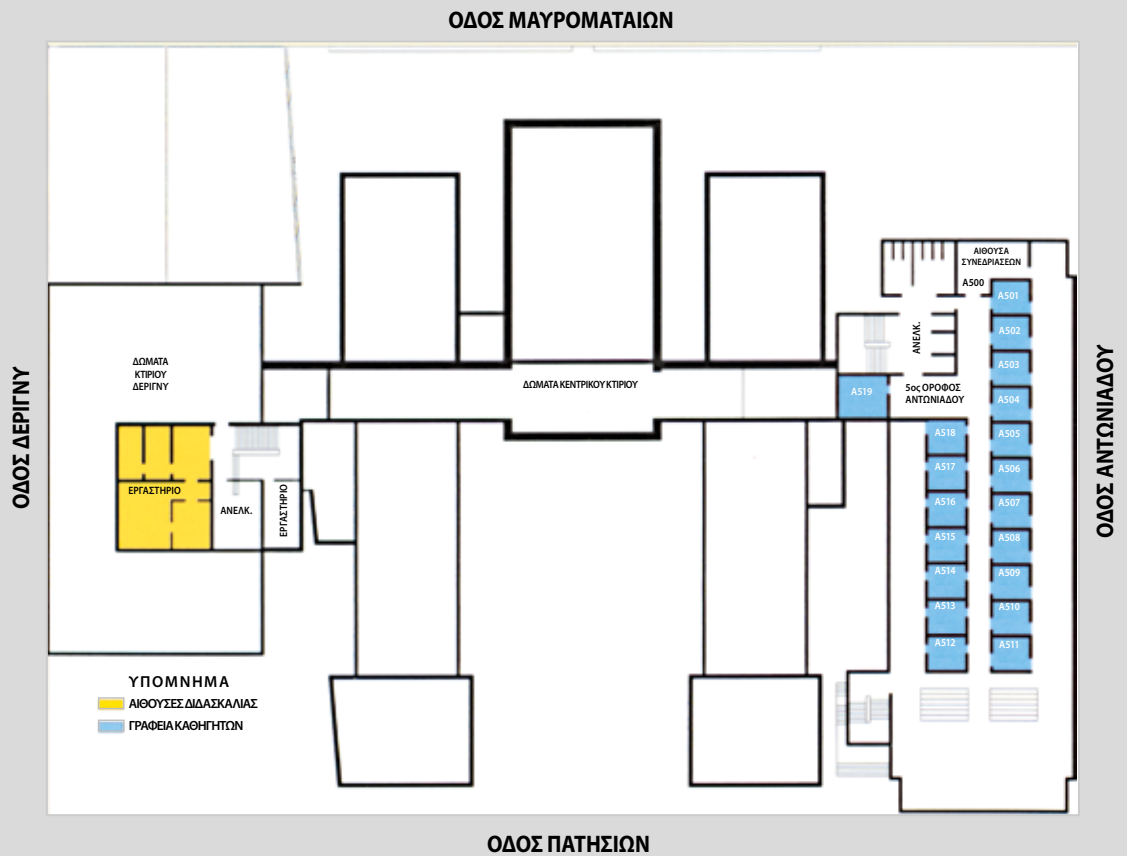 ΟΔΟΣ ΜΑΥΡΟΜΑΤΑΙΩΝ
ΑΙΘΟΥΣΑ
ΣΥΝΕΔΡΙΑΣΕΩΝ
Α500
Α501
Α502
Α503
Α504
Α505
Α506
Α507
Α508
Α509
Α510
Α511
ΑΝΕΛΚ.
5ος ΟΡΟΦΟΣ
ΑΝΤΩΝΙΑΔΟΥ
Α519
Α518
Α517
Α516
Α515
Α514
Α513
Α512
ΔΩΜΑΤΑ ΚΕΝΤΡΙΚΟΥ ΚΤΙΡΙΟΥ
ΔΩΜΑΤΑ
ΚΤΙΡΙΟΥ
ΔΕΡΙΓΝΥ
ΕΡΓΑΣΤΗΡΙΟ
ΑΝΕΛΚ.
ΕΡΓΑΣΤΗΡΙΟ
ΟΔΟΣ ΔΕΡΙΓΝΥ
ΟΔΟΣ ΑΝΤΩΝΙΑΔΟΥ
ΥΠΟΜΝΗΜΑ
ΑΙΘΟΥΣΕΣ ΔΙΔΑΣΚΑΛΙΑΣ
ΓΡΑΦΕΙΑ ΚΑΘΗΓΗΤΩΝ
ΟΔΟΣ ΠΑΤΗΣΙΩΝ